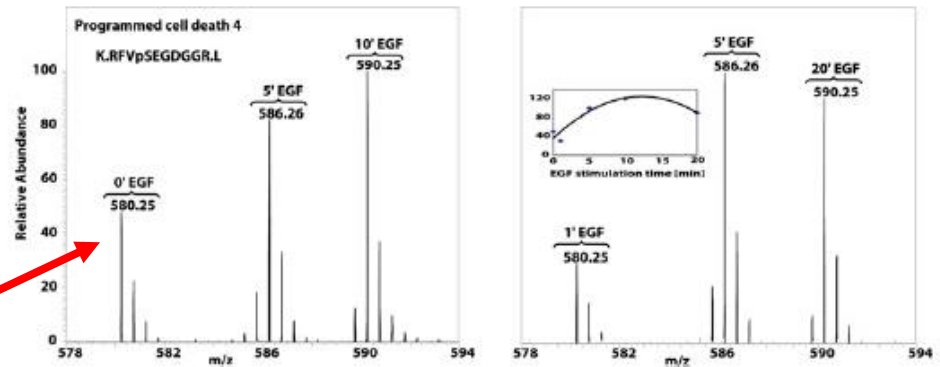 Programmed cell death 4
K.RFVpSEGDGGR.L
Relative Abundance
100
80
60
40
20
0
0' EGF
580.25
5' EGF
586.26
10' EGF
590.25
578
582
586
590
594
m/z
1' EGF
580.25
5' EGF
586.26
20' EGF
590.25
120
80
40
0
0
5
10
15
20
EGF stimulation time [min]
578
582
586
590
594
m/z